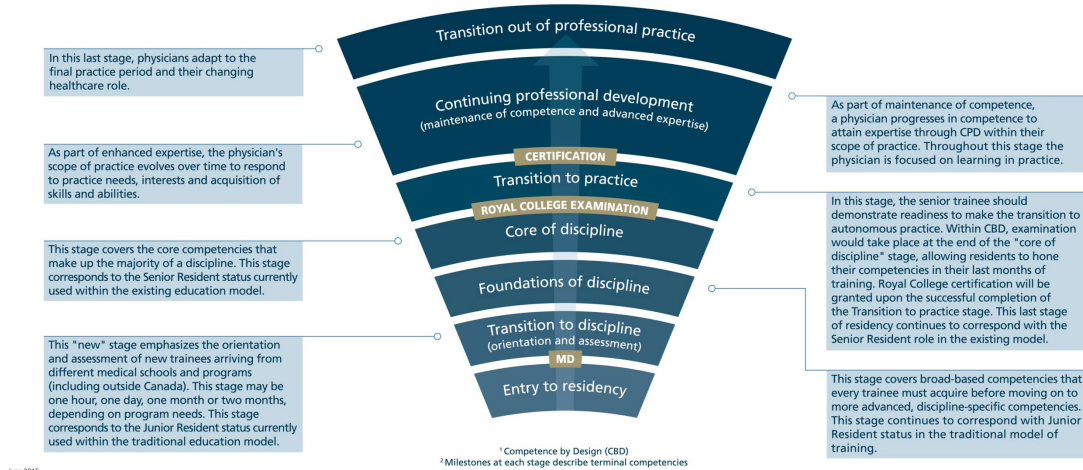 Transition out of professional practice
In this last stage, physicians adapt to the
final practice period and their changing
healthcare role.
Continuing professional development
(maintenance of competence and advanced expertise)
As part of maintenance of competence,
a physician progresses in competence to
attain expertise through CPD within their
scope of practice. Throughout this stage the
physician is focused on learning in practice.
As part of enhanced expertise, the physician's
scope of practice evolves over time to respond
to practice needs, interests and acquisition of
skills and abilities.
CERTIFICATION
Transition to practice
In this stage, the senior trainee should
demonstrate readiness to make the transition to
autonomous practice. Within CBD, examination
would take place at the end of the "core of
discipline" stage, allowing residents to hone
their competencies in their last months of
training. Royal College certification will be
granted upon the successful completion of
the Transition to practice stage. This last stage
of residency continues to correspond with the
Senior Resident role in the existing model.
ROYAL COLLEGE EXAMINATION
Core of discipline
This stage covers the core competencies that
make up the majority of a discipline. This stage
corresponds to the Senior Resident status currently
used within the existing education model.
Foundations of discipline
This stage covers broad-based competencies that
every trainee must acquire before moving on to
more advanced, discipline-specific competencies.
This stage continues to correspond with Junior
Resident status in the traditional model of
training.
Transition to discipline
(orientation and assessment)
This "new" stage emphasizes the orientation
and assessment of new trainees arriving from
different medical schools and programs
(including outside Canada). This stage may be
one hour, one day, one month or two months,
depending on program needs. This stage
corresponds to the Junior Resident status currently
used within the traditional education model.
MD
Entry to residency
1 Competence by Design (CBD)
2 Milestones at each stage describe terminal competencies